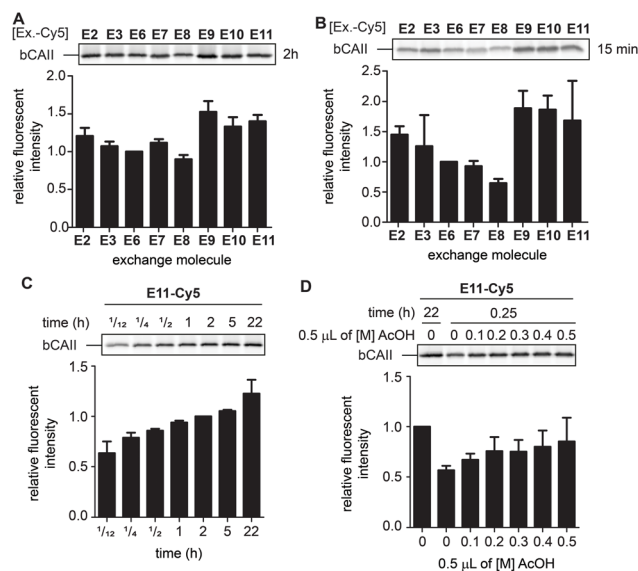 A
[Ex.-Cy5] E2 E3 E6 E7 E8 E9 E10 E11
bCAII 2h
relative fluorescent intensity
2.0
1.5
1.0
0.5
0.0
E2 E3 E6 E7 E8 E9 E10 E11
exchange molecule
B
[Ex.-Cy5] E2 E3 E6 E7 E8 E9 E10 E11
bCAII 15 min
relative fluorescent intensity
2.5
2.0
1.5
1.0
0.5
0.0
E2 E3 E6 E7 E8 E9 E10 E11
exchange molecule
C
E11-Cy5
time (h) 1/12 1/4 1/2 1 2 5 22
bCAII
relative fluorescent intensity
1.5
1.0
0.5
0.0
1/12 1/4 1/2 1 2 5 22
time (h)
D
E11-Cy5
time (h) 22 0.25
0.5 μL of [M] AcOH 0 0 0.1 0.2 0.3 0.4 0.5
bCAII
relative fluorescent intensity
1.5
1.0
0.5
0.0
0 0 0.1 0.2 0.3 0.4 0.5
0.5 μL of [M] AcOH